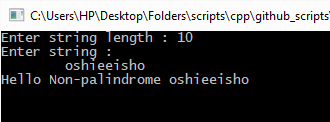 C:\Users\HP\Desktop\Folders\scripts\cpp\github_scripts\
Enter string length : 10
Enter string :
oshieeisho
Hello Non-palindrome oshieeisho